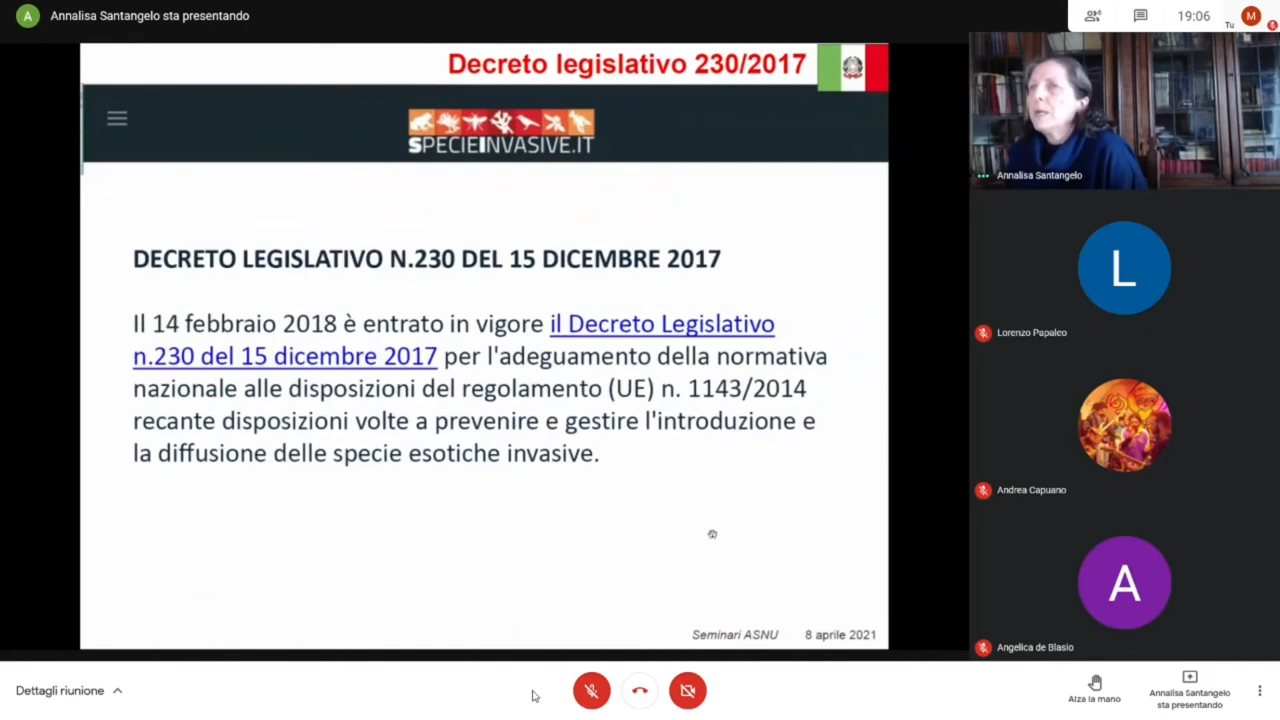 A
Annalisa Santangelo sta presentando
19:06
Tu
M
Decreto legislativo 230/2017
SPECIEINVASIVE.IT
DECRETO LEGISLATIVO N.230 DEL 15 DICEMBRE 2017
Il 14 febbraio 2018 è entrato in vigore il Decreto Legislativo
n.230 del 15 dicembre 2017 per l'adeguamento della normativa
nazionale alle disposizioni del regolamento (UE) n. 1143/2014
recante disposizioni volte a prevenire e gestire l'introduzione e
la diffusione delle specie esotiche invasive.
Seminari ASNU 8 aprile 2021
Annalisa Santangelo
L
Lorenzo Papaleo
Andrea Capuano
A
Angelica de Blasio
Dettagli riunione
Alza la mano
Annalisa Santangelo
sta presentando